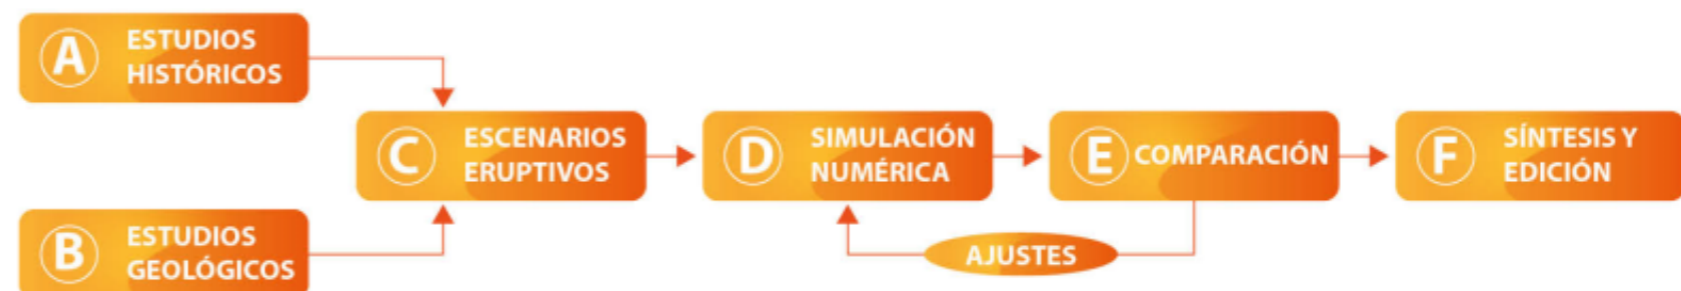 A
ESTUDIOS
HISTÓRICOS
B
ESTUDIOS
GEOLÓGICOS
C
ESCENARIOS
ERUPTIVOS
D
SIMULACIÓN
NUMÉRICA
E
COMPARACIÓN
AJUSTES
F
SÍNTESIS Y
EDICIÓN